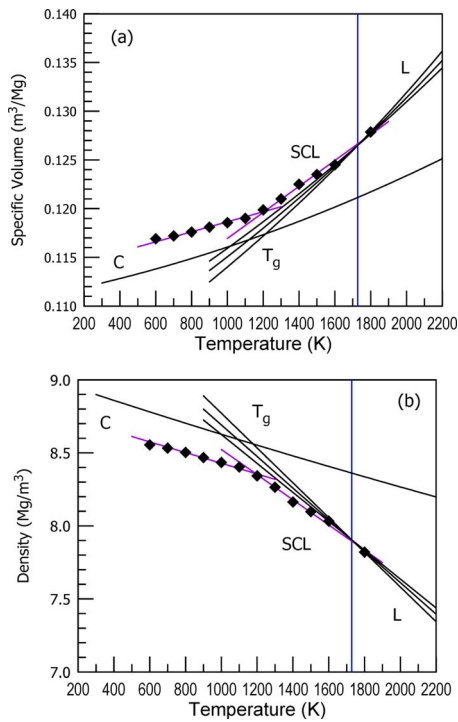 (a)
0.140
0.135
0.130
0.125
0.120
0.115
0.110
Specific Volume (m³/Mg)
L
SCL
C
Tg
200 400 600 800 1000 1200 1400 1600 1800 2000 2200
Temperature (K)
(b)
9.0
8.5
8.0
7.5
7.0
Density (Mg/m³)
C
Tg
SCL
L
200 400 600 800 1000 1200 1400 1600 1800 2000 2200
Temperature (K)